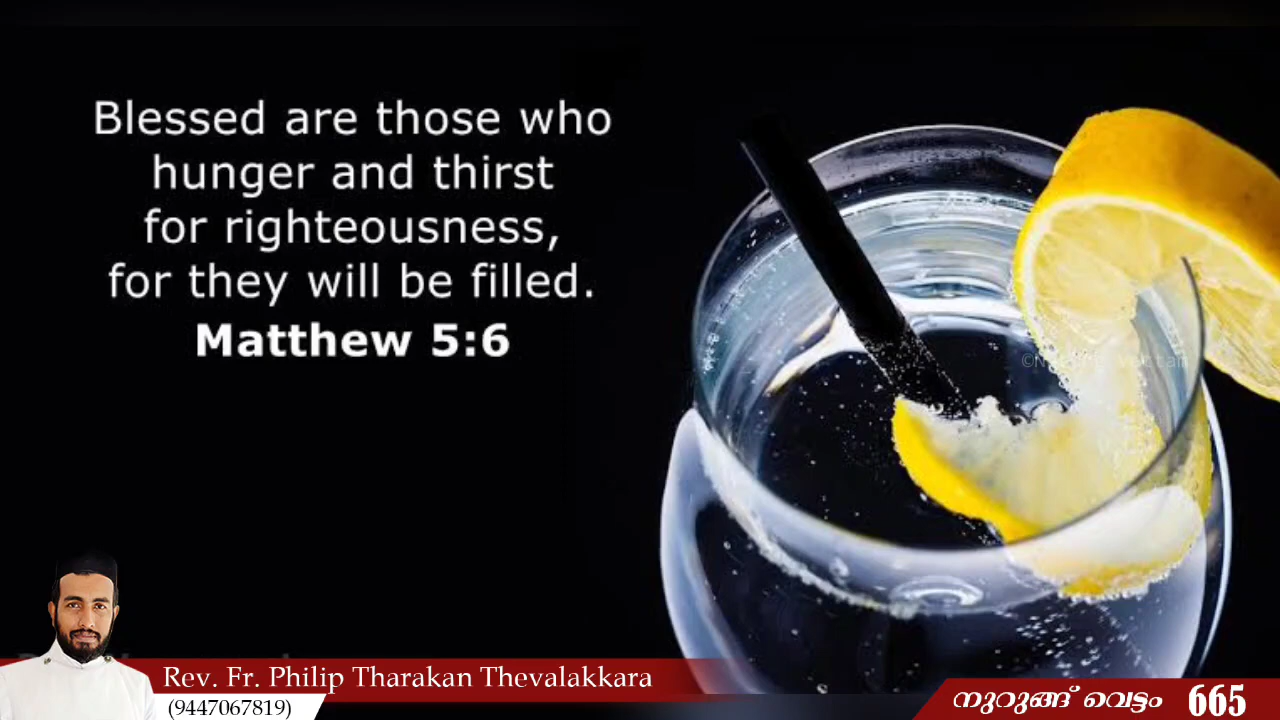 Blessed are those who
hunger and thirst
for righteousness,
for they will be filled.
Matthew 5:6
Rev. Fr. Philip Tharakan Thevalakkara
(9447067819)
നുറുങ്ങ് വെട്ടം 665